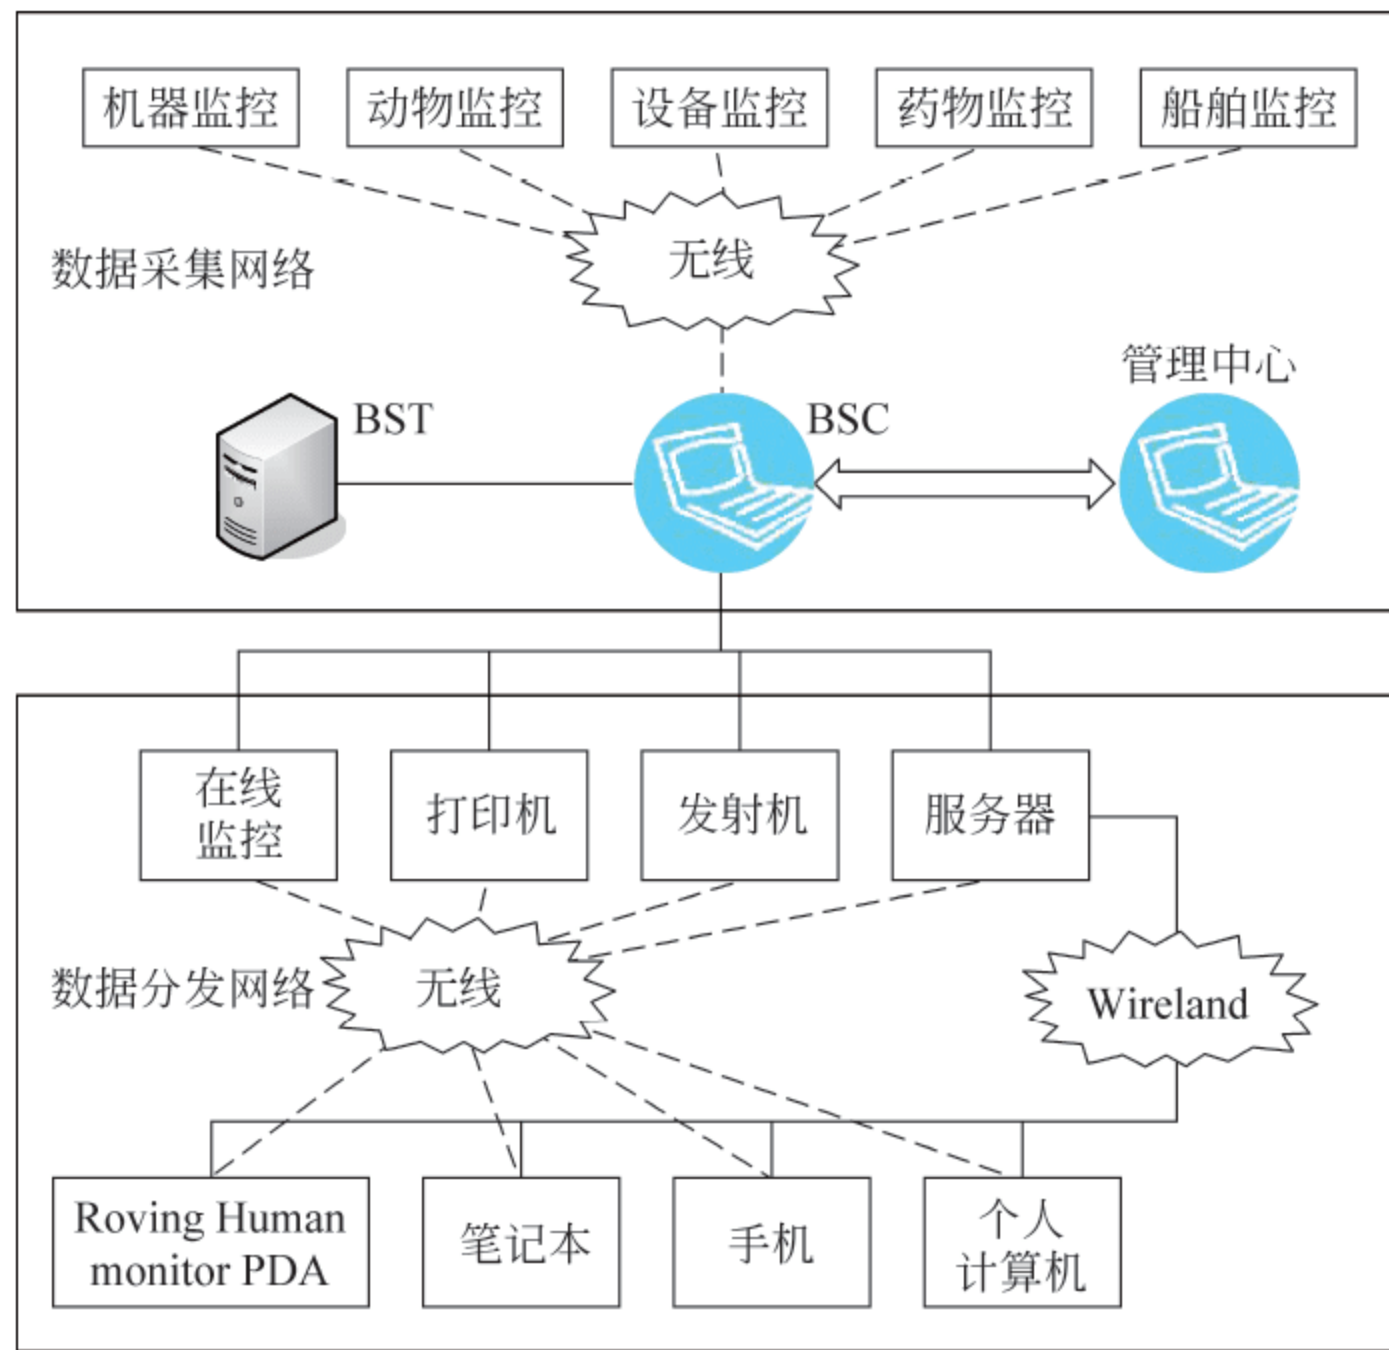 机器监控
动物监控
设备监控
药物监控
船舶监控
无线
数据采集网络
管理中心
BST
BSC
在线
监控
打印机
发射机
服务器
数据分发网络
无线
Wireland
Roving Human
monitor PDA
笔记本
手机
个人
计算机